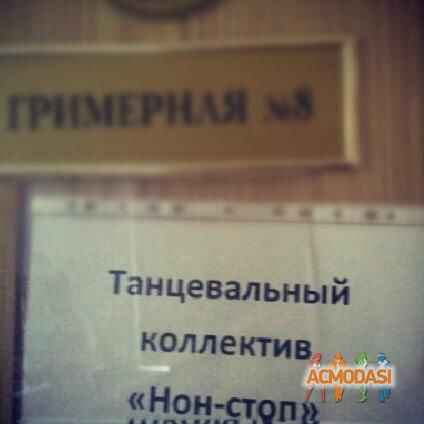 ГРИМЕРНАЯ №8
Танцевальный
коллектив
«Нон-стоп»
ACMODASI